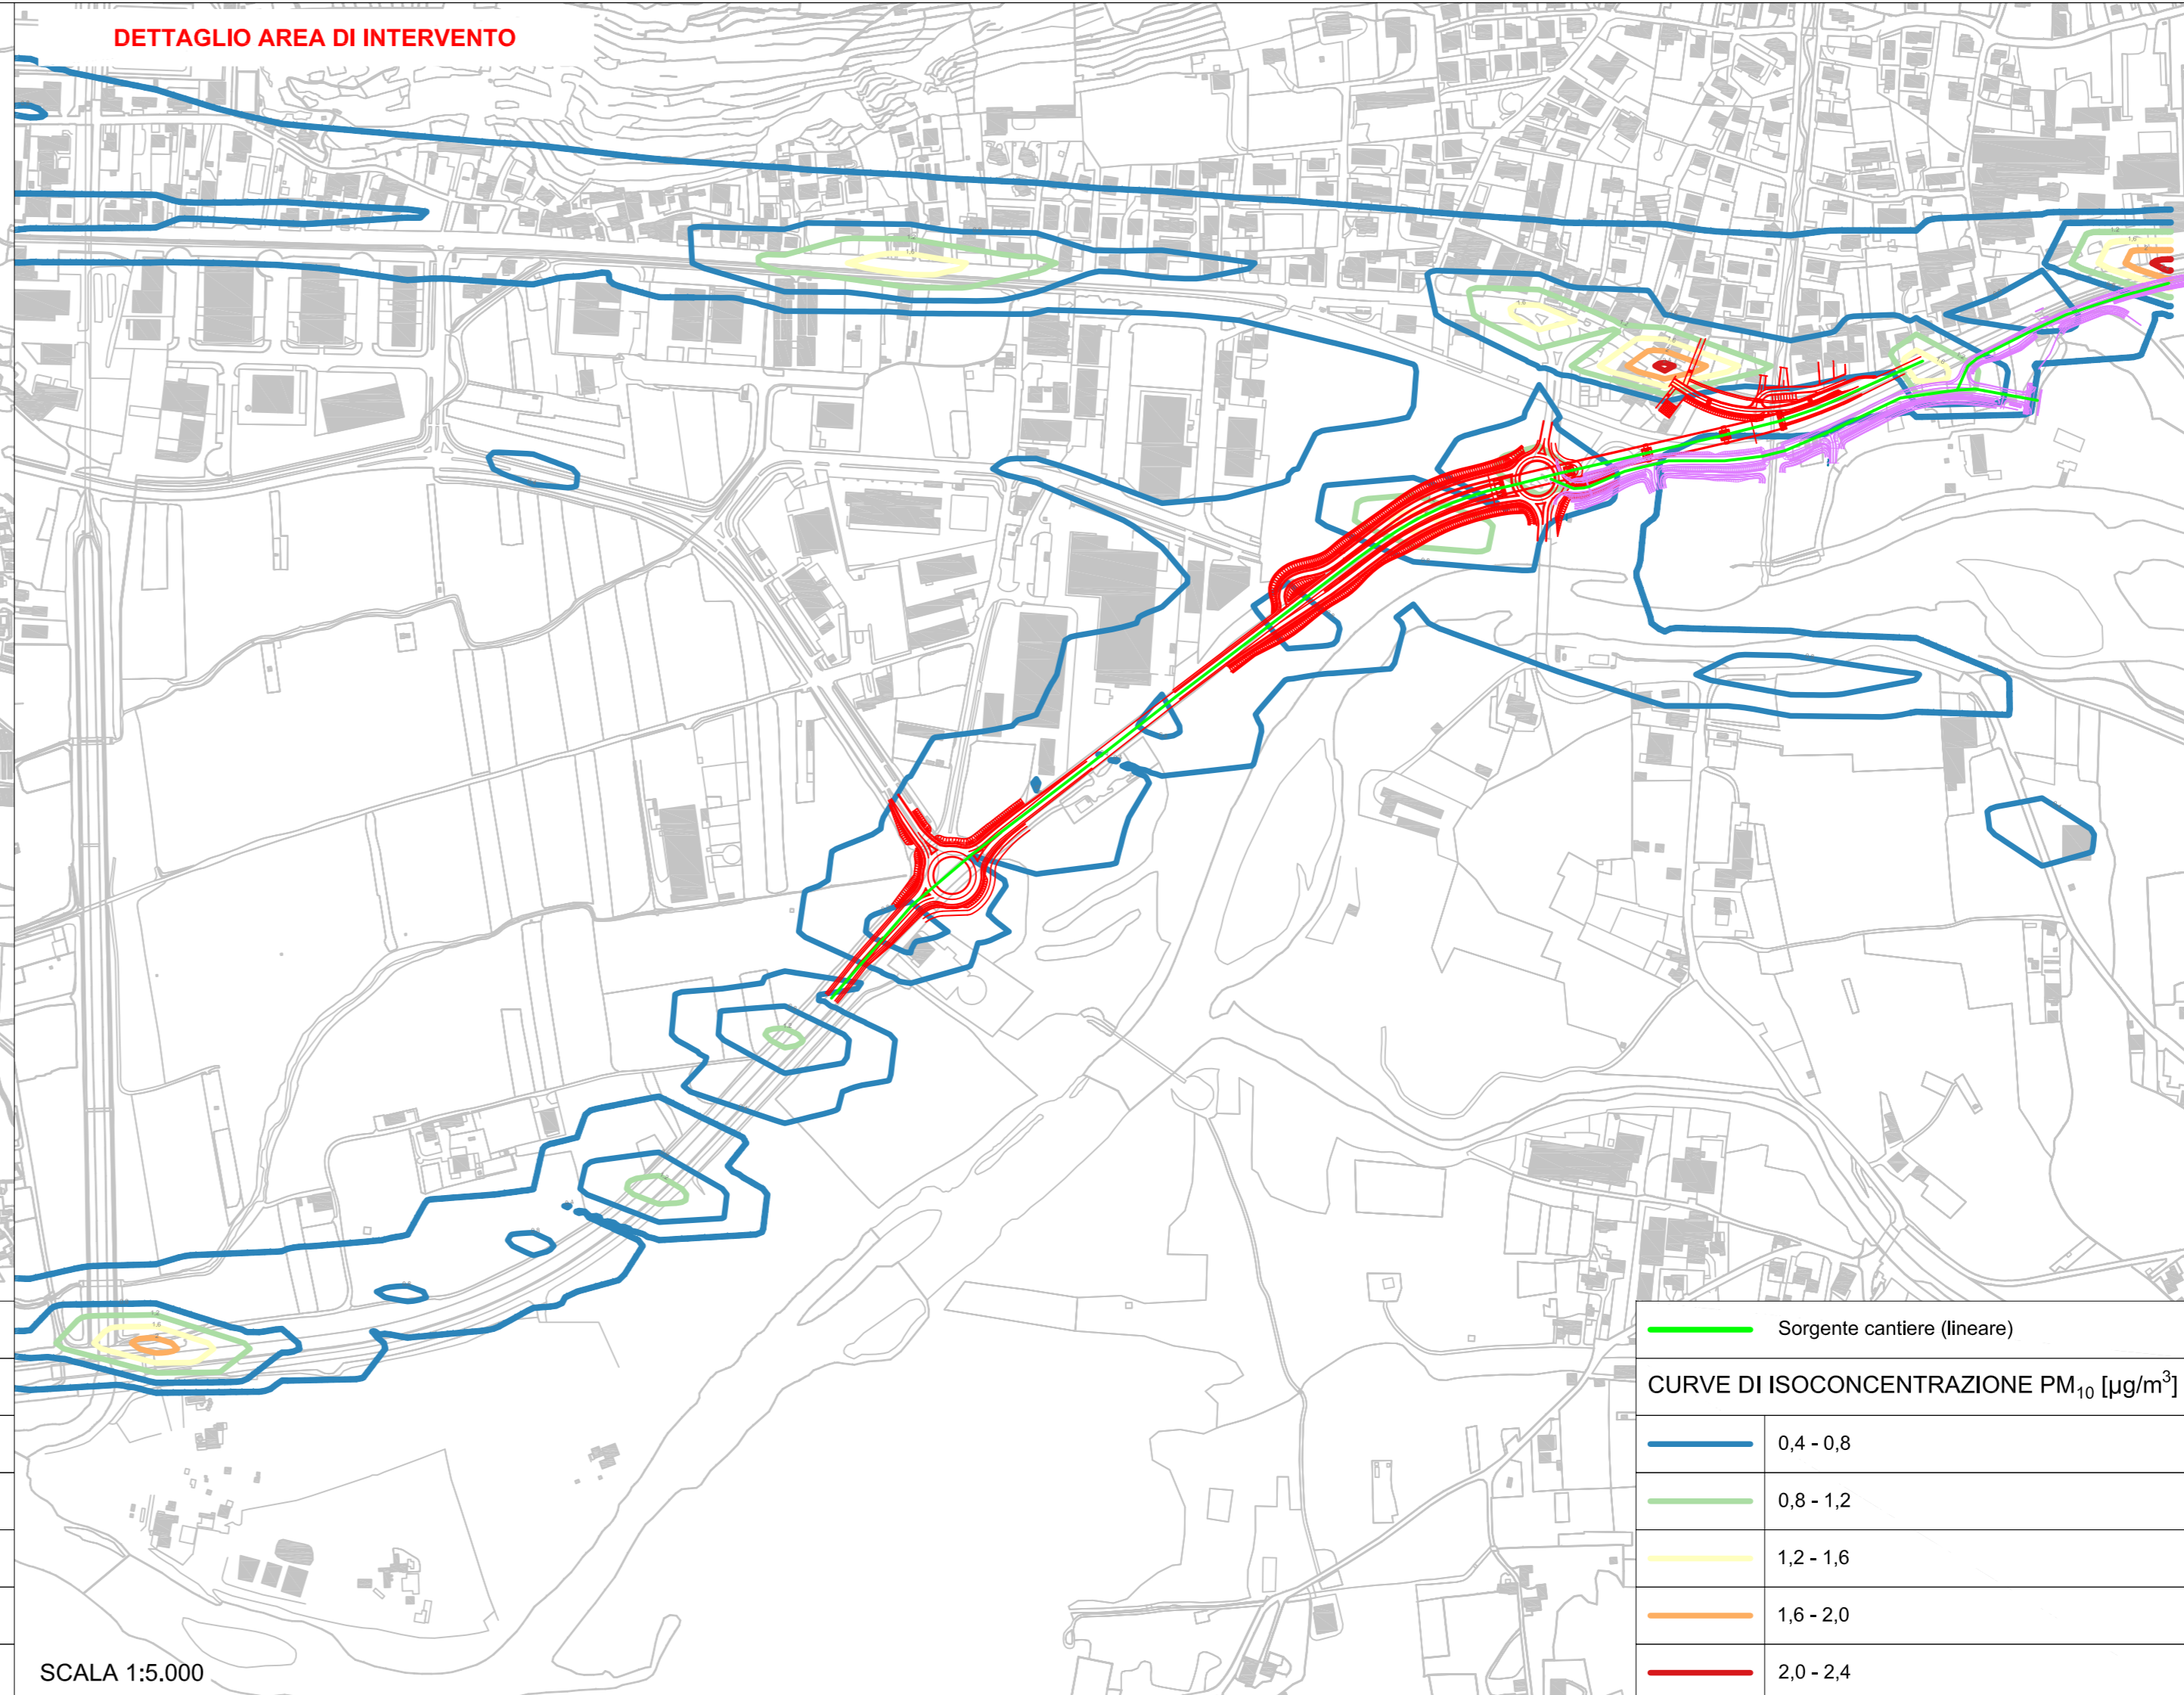 DETTAGLIO AREA DI INTERVENTO
Sorgente cantiere (lineare)
CURVE DI ISOCONCENTRAZIONE PM₁₀ [µg/m³]
0,4 - 0,8
0,8 - 1,2
1,2 - 1,6
1,6 - 2,0
2,0 - 2,4
SCALA 1:5.000